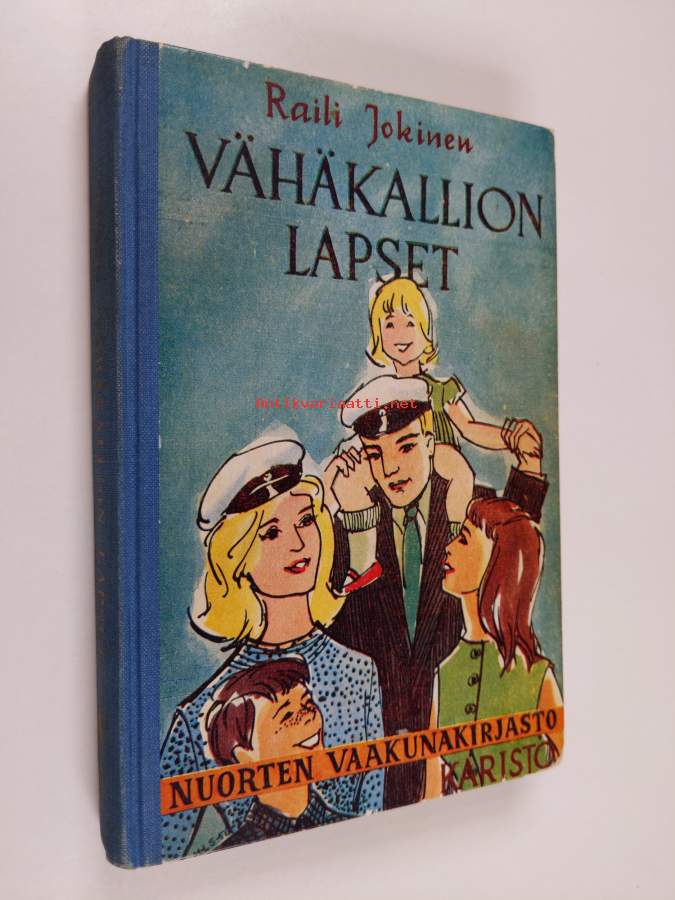 Raili Jokinen
VÄHÄKALLION
LAPSET
Antikvariaatti.net
NUORTEN VAAKUNAKIRJASTO
KARISTO